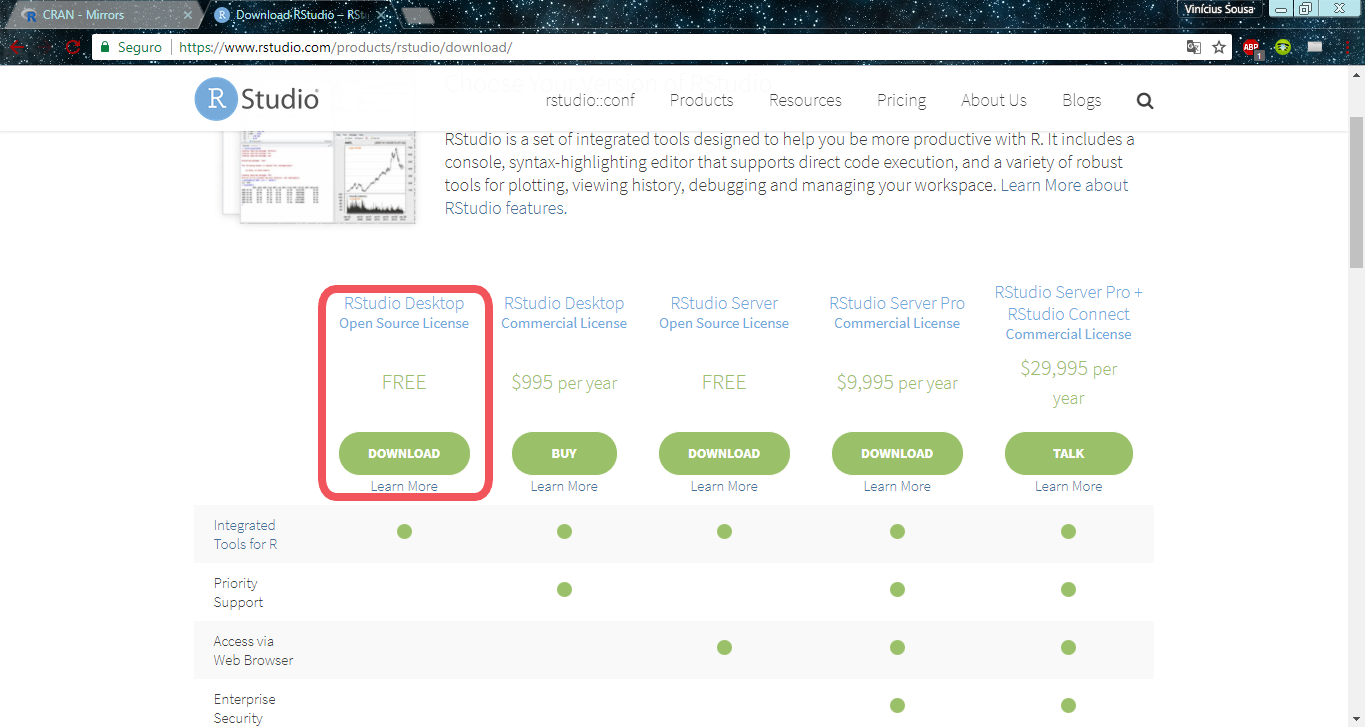 CRAN - Mirrors
Download RStudio – RSt
Vinícius Sousa
Seguro
https://www.rstudio.com/products/rstudio/download/
ABP
1
R Studio
rstudio::conf
Products
Resources
Pricing
About Us
Blogs
Choose Your Version of RStudio
RStudio is a set of integrated tools designed to help you be more productive with R. It includes a
console, syntax-highlighting editor that supports direct code execution, and a variety of robust
tools for plotting, viewing history, debugging and managing your workspace. Learn More about
RStudio features.
RStudio Desktop
Open Source License
FREE
DOWNLOAD
Learn More
RStudio Desktop
Commercial License
$995 per year
BUY
Learn More
RStudio Server
Open Source License
FREE
DOWNLOAD
Learn More
RStudio Server Pro
Commercial License
$9,995 per year
DOWNLOAD
Learn More
RStudio Server Pro +
RStudio Connect
Commercial License
$29,995 per
year
TALK
Learn More
Integrated
Tools for R
Priority
Support
Access via
Web Browser
Enterprise
Security